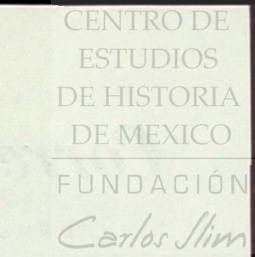 CENTRO DE
ESTUDIOS
DE HISTORIA
DE MEXICO
FUNDACIÓN
Carlos Slim